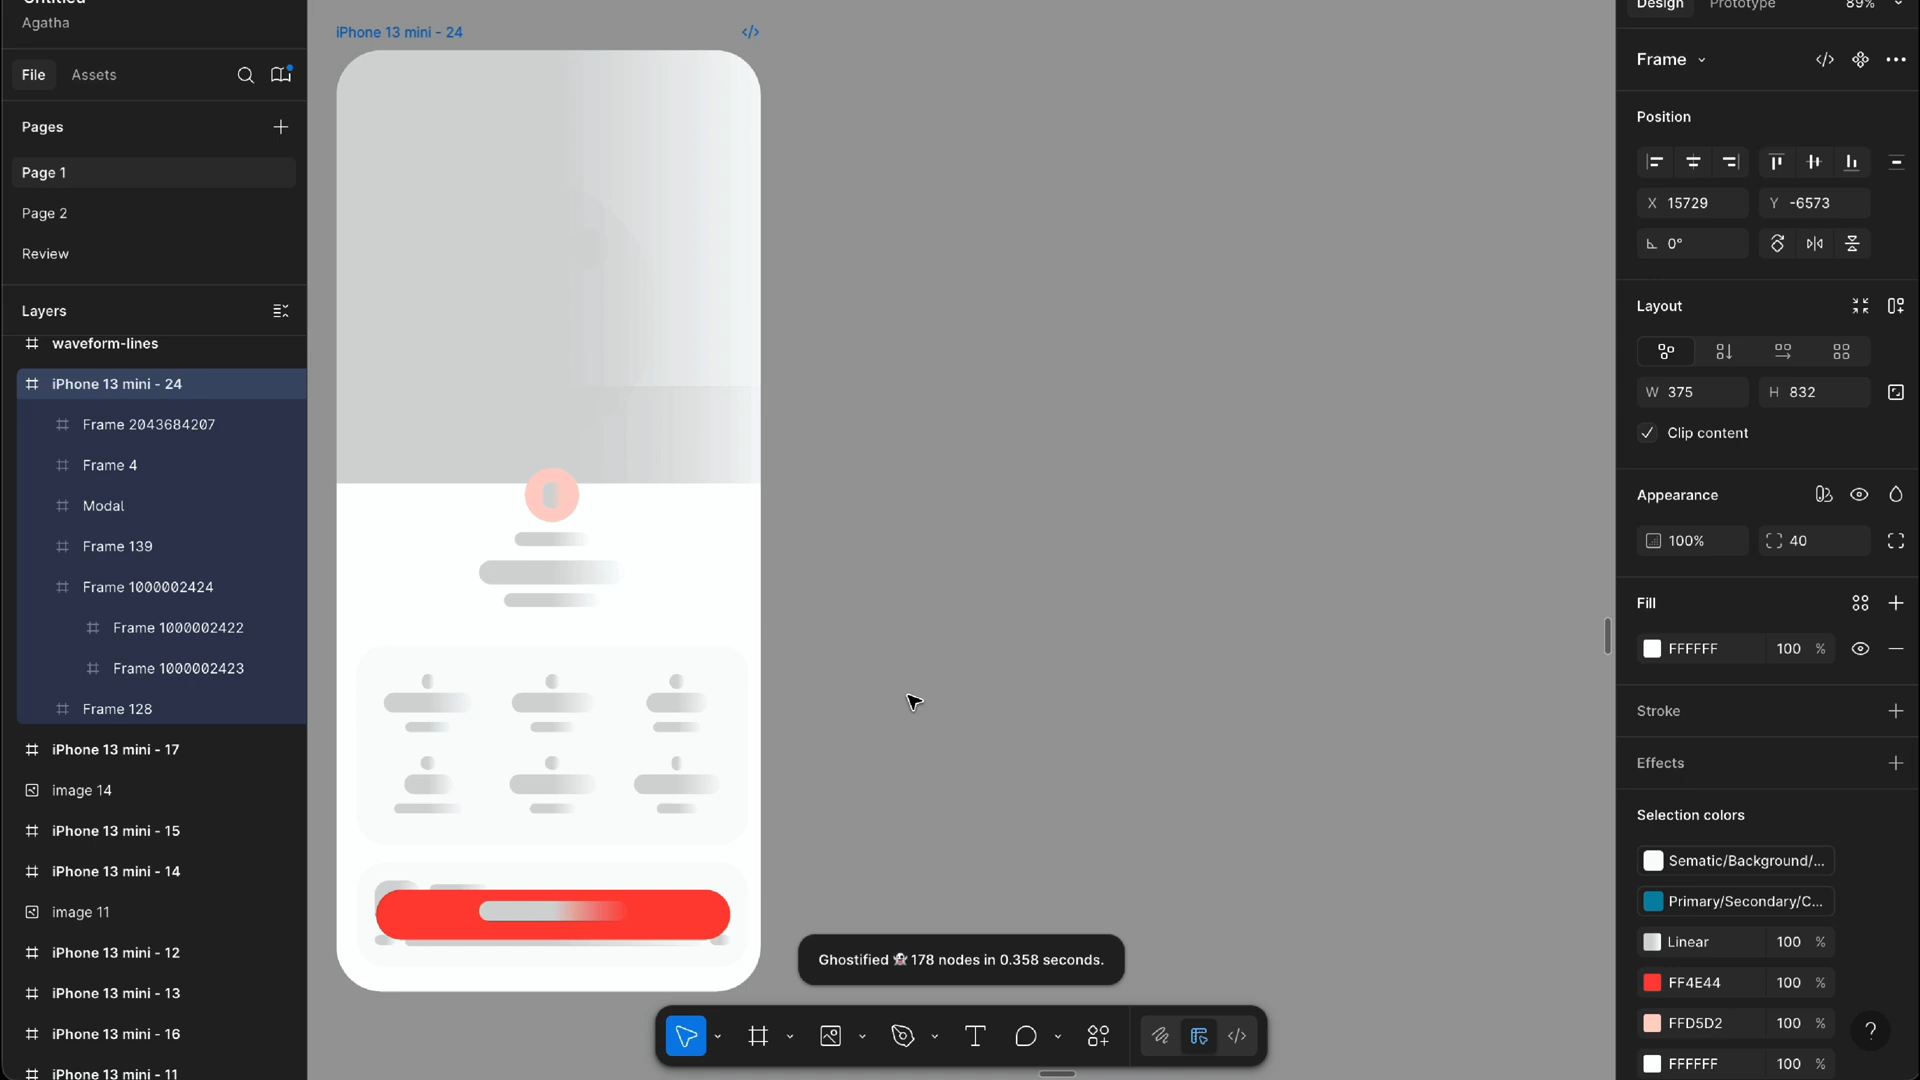 Untitled
Agatha
File
Assets
Pages
Page 1
Page 2
Review
Layers
waveform-lines
iPhone 13 mini - 24
Frame 2043684207
Frame 4
Modal
Frame 139
Frame 1000002424
Frame 1000002422
Frame 1000002423
Frame 128
iPhone 13 mini - 17
image 14
iPhone 13 mini - 15
iPhone 13 mini - 14
image 11
iPhone 13 mini - 12
iPhone 13 mini - 13
iPhone 13 mini - 16
iPhone 13 mini - 11
iPhone 13 mini - 24
Ghostified 👻 178 nodes in 0.358 seconds.
Design
Prototype
89%
Frame
Position
X 15729
Y -6573
0°
Layout
W 375
H 832
Clip content
Appearance
100%
40
Fill
FFFFFF 100 %
Stroke
Effects
Selection colors
Sematic/Background/...
Primary/Secondary/C...
Linear 100 %
FF4E44 100 %
FFD5D2 100 %
FFFFFF 100 %
?